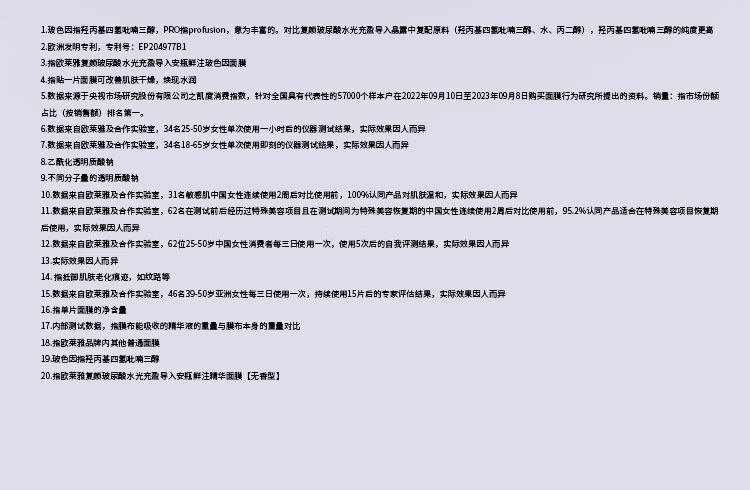 1.玻色因指羟丙基四氢吡喃三醇，PRO指profusion，意为丰富的。对比复颜玻尿酸水光充盈导入晶露中复配原料（羟丙基四氢吡喃三醇、水、丙二醇），羟丙基四氢吡喃三醇的纯度更高
2.欧洲发明专利，专利号：EP204977B1
3.指欧莱雅复颜玻尿酸水光充盈导入安瓶鲜注玻色因面膜
4.指贴一片面膜可改善肌肤干燥，焕现水润
5.数据来源于央视市场研究股份有限公司之凯度消费指数，针对全国具有代表性的57000个样本户在2022年09月10日至2023年09月8日购买面膜行为研究所提出的资料。销量：指市场份额
占比（按销售额）排名第一。
6.数据来自欧莱雅及合作实验室，34名25-50岁女性单次使用一小时后的仪器测试结果，实际效果因人而异
7.数据来自欧莱雅及合作实验室，34名18-65岁女性单次使用即刻的仪器测试结果，实际效果因人而异
8.乙酰化透明质酸钠
9.不同分子量的透明质酸钠
10.数据来自欧莱雅及合作实验室，31名敏感肌中国女性连续使用2周后对比使用前，100%认同产品对肌肤温和，实际效果因人而异
11.数据来自欧莱雅及合作实验室，62名在测试前后经历过特殊美容项目且在测试期间为特殊美容恢复期的中国女性连续使用2周后对比使用前，95.2%认同产品适合在特殊美容项目恢复期
后使用，实际效果因人而异
12.数据来自欧莱雅及合作实验室，62位25-50岁中国女性消费者每三日使用一次，使用5次后的自我评测结果，实际效果因人而异
13.实际效果因人而异
14.指抵御肌肤老化痕迹，如纹路等
15.数据来自欧莱雅及合作实验室，46名39-50岁亚洲女性每三日使用一次，持续使用15片后的专家评估结果，实际效果因人而异
16.指单片面膜的净含量
17.内部测试数据，指膜布能吸收的精华液的重量与膜布本身的重量对比
18.指欧莱雅品牌内其他普通面膜
19.玻色因指羟丙基四氢吡喃三醇
20.指欧莱雅复颜玻尿酸水光充盈导入安瓶鲜注精华面膜【无香型】